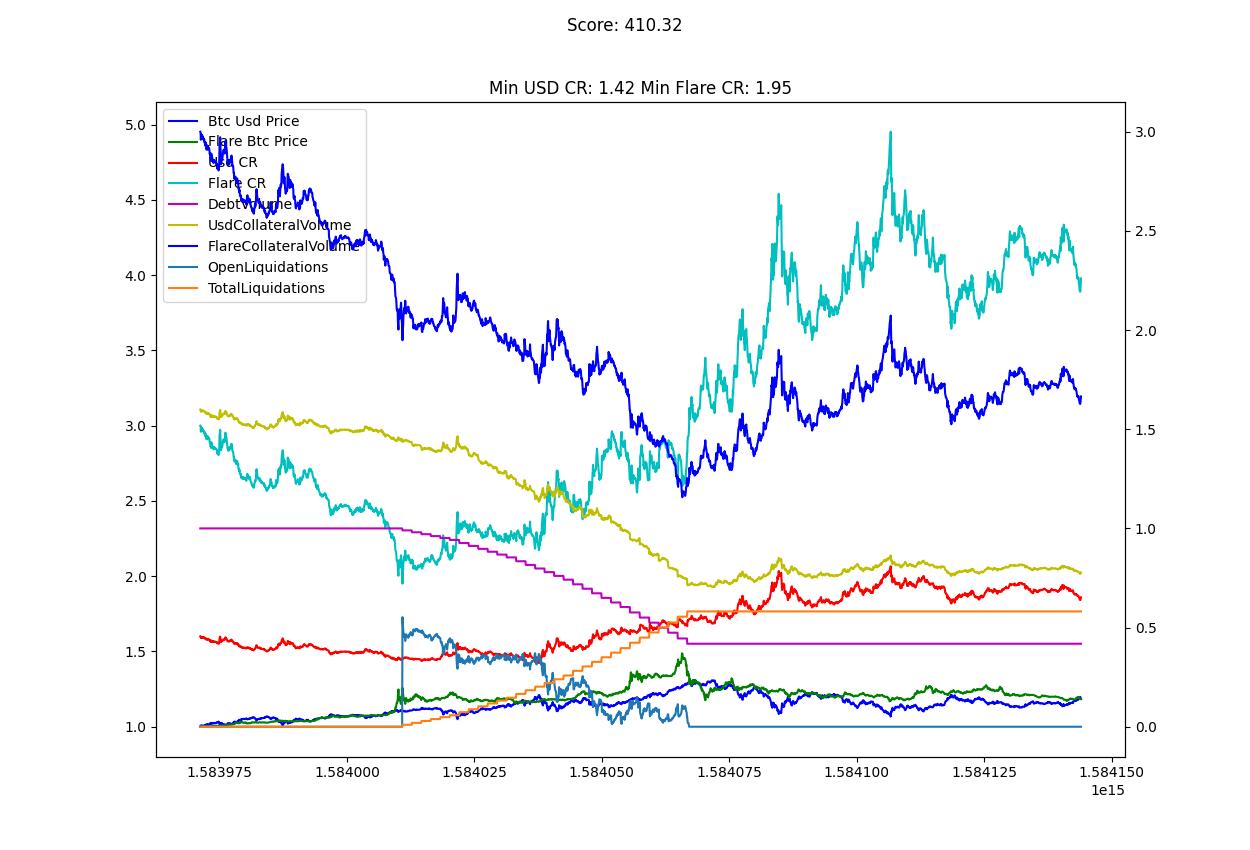 Score: 410.32
Min USD CR: 1.42 Min Flare CR: 1.95
Btc Usd Price
Flare Btc Price
Usd CR
Flare CR
DebtVolume
UsdCollateralVolume
FlareCollateralVolume
OpenLiquidations
TotalLiquidations
5.0
4.5
4.0
3.5
3.0
2.5
2.0
1.5
1.0
3.0
2.5
2.0
1.5
1.0
0.5
0.0
1.583975 1.584000 1.584025 1.584050 1.584075 1.584100 1.584125 1.584150
1e15